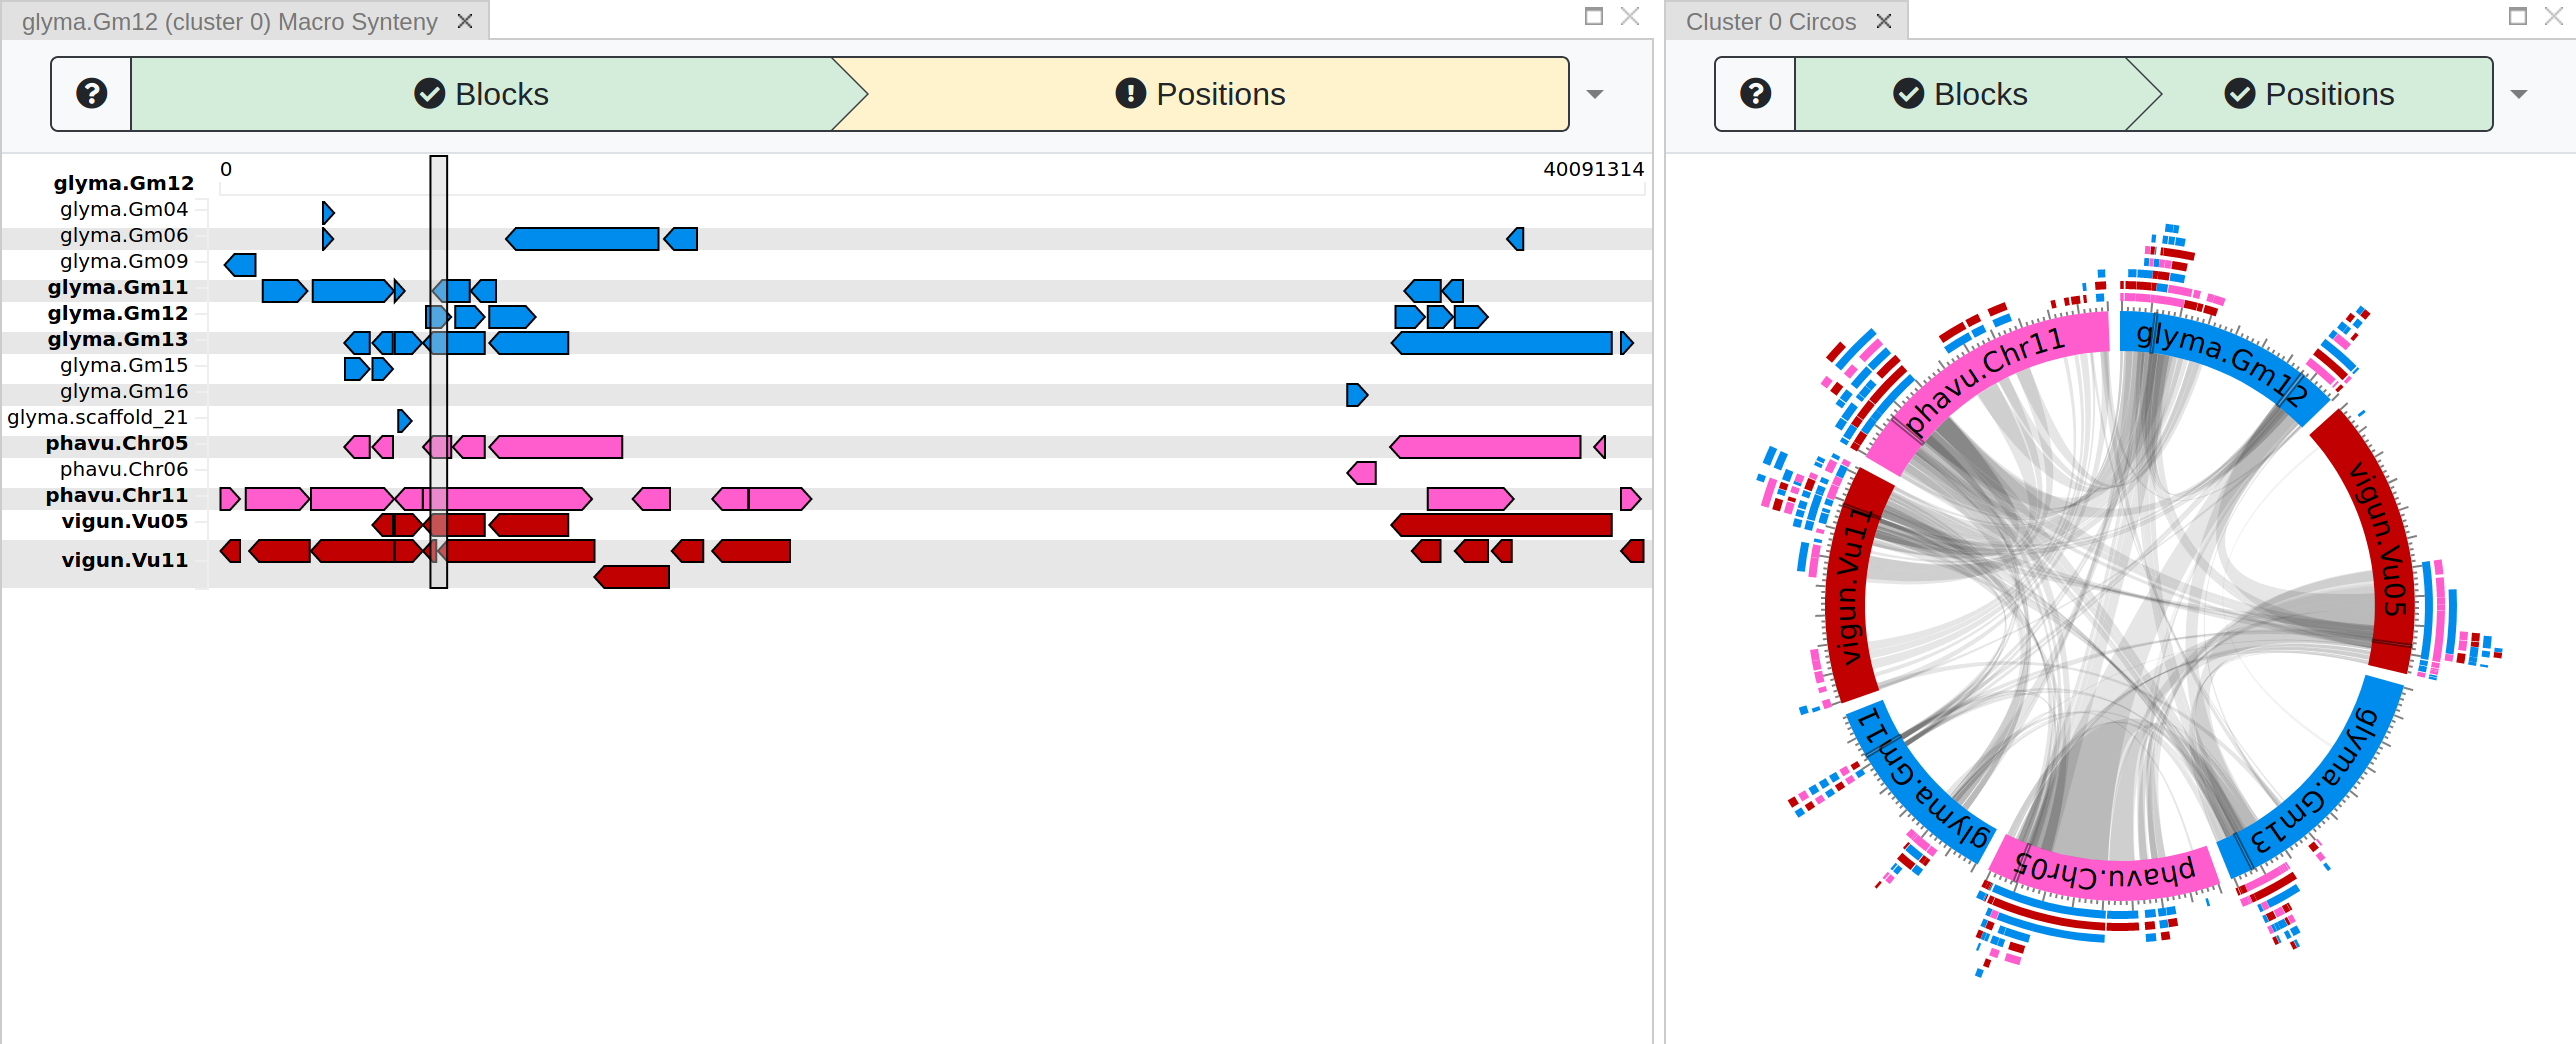 glyma.Gm12 (cluster 0) Macro Synteny
Blocks
Positions
0
40091314
glyma.Gm12
glyma.Gm04
glyma.Gm06
glyma.Gm09
glyma.Gm11
glyma.Gm12
glyma.Gm13
glyma.Gm15
glyma.Gm16
glyma.scaffold_21
phavu.Chr05
phavu.Chr06
phavu.Chr11
vigun.Vu05
vigun.Vu11
Cluster 0 Circos
Blocks
Positions
glyma.Gm12
vigun.Vu05
glyma.Gm13
phavu.Chr05
glyma.Gm11
vigun.Vu11
phavu.Chr11